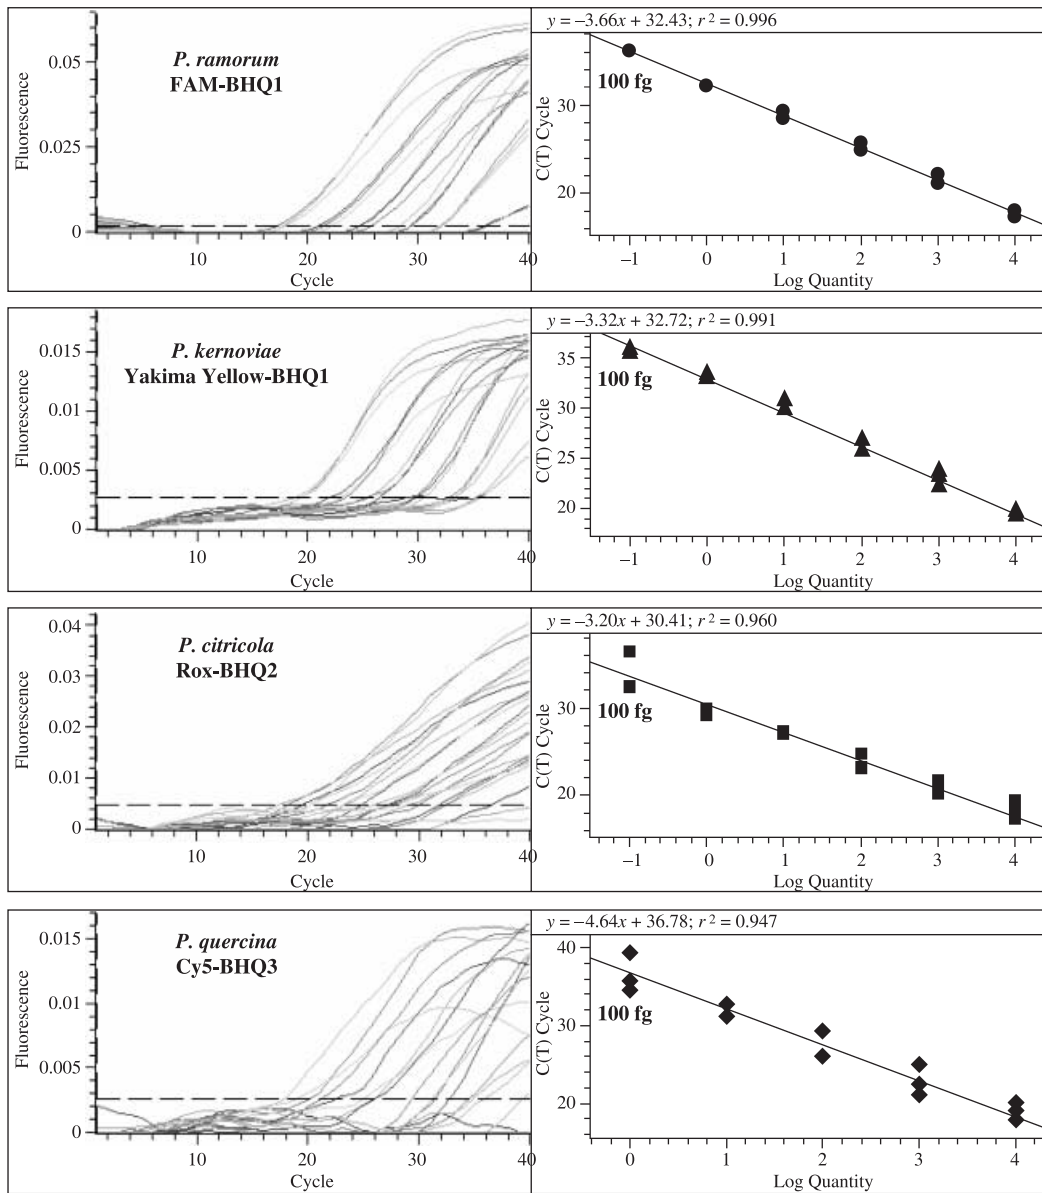 y = –3.66x + 32.43; r² = 0.996
P. ramorum
FAM-BHQ1
Fluorescence
0.05
0.025
0
10 20 30 40
Cycle
100 fg
C(T) Cycle
30
20
–1 0 1 2 3 4
Log Quantity
y = –3.32x + 32.72; r² = 0.991
P. kernoviae
Yakima Yellow-BHQ1
Fluorescence
0.015
0.01
0.005
0
10 20 30 40
Cycle
100 fg
C(T) Cycle
35
30
25
20
–1 0 1 2 3 4
Log Quantity
y = –3.20x + 30.41; r² = 0.960
P. citricola
Rox-BHQ2
Fluorescence
0.04
0.03
0.02
0.01
0
10 20 30 40
Cycle
100 fg
C(T) Cycle
30
20
–1 0 1 2 3 4
Log Quantity
y = –4.64x + 36.78; r² = 0.947
P. quercina
Cy5-BHQ3
Fluorescence
0.015
0.01
0.005
0
10 20 30 40
Cycle
100 fg
C(T) Cycle
40
30
20
0 1 2 3 4
Log Quantity